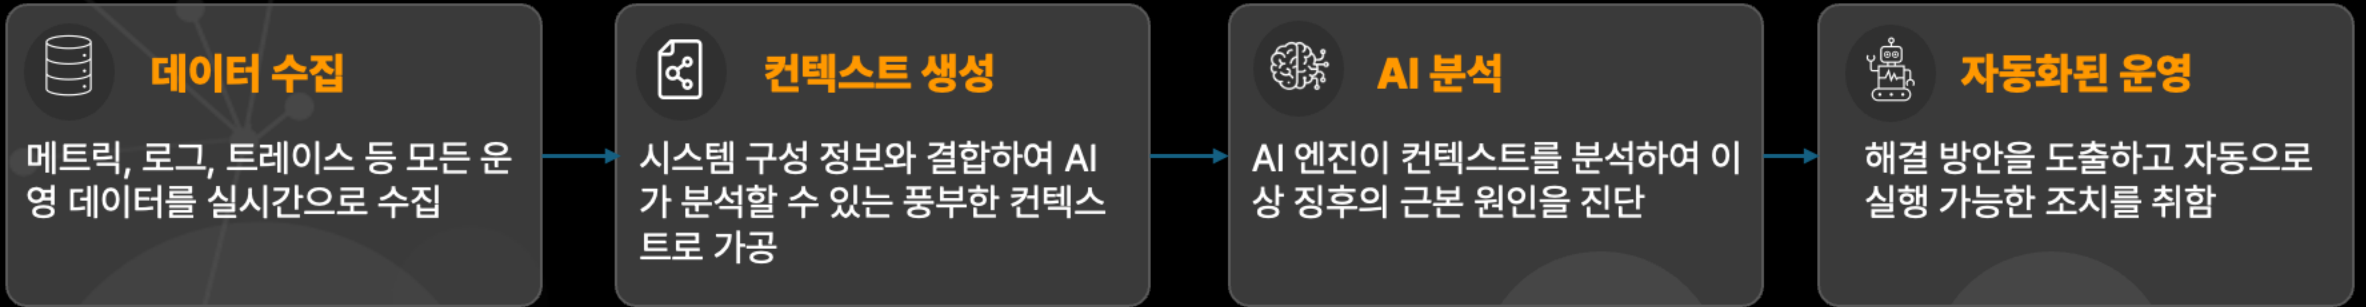 데이터 수집
메트릭, 로그, 트레이스 등 모든 운
영 데이터를 실시간으로 수집
컨텍스트 생성
시스템 구성 정보와 결합하여 AI
가 분석할 수 있는 풍부한 컨텍스
트로 가공
AI 분석
AI 엔진이 컨텍스트를 분석하여 이
상 징후의 근본 원인을 진단
자동화된 운영
해결 방안을 도출하고 자동으로
실행 가능한 조치를 취함